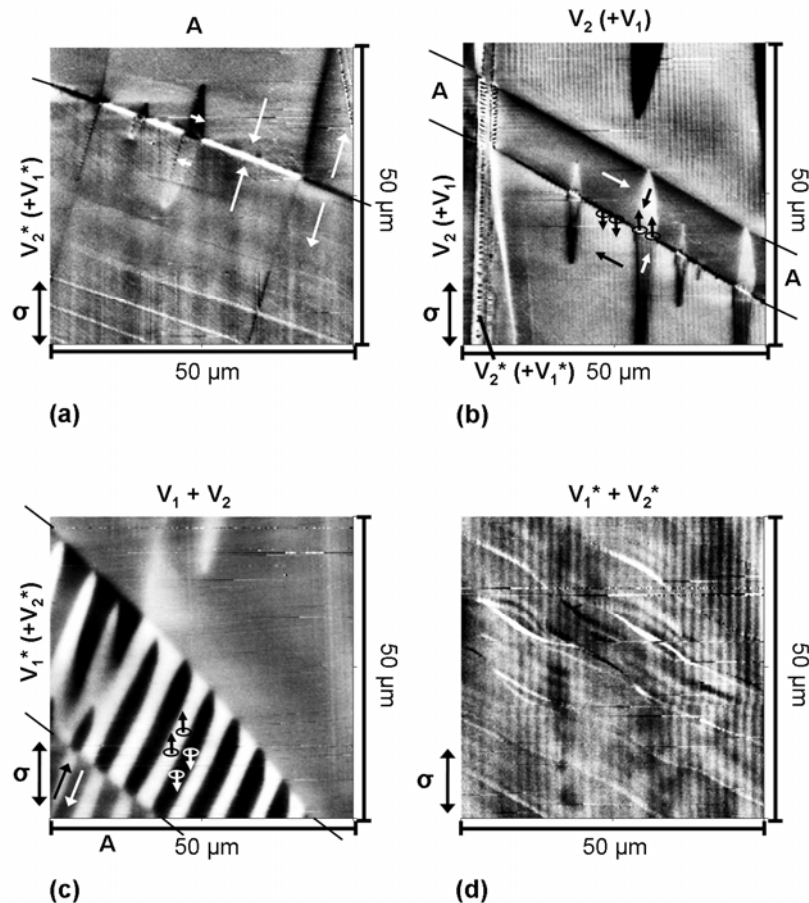 A
V₂* (+V₁*)
σ
50 µm
50 µm
(a)
V₂ (+V₁)
A
V₂ (+V₁)
A
σ
50 µm
V₂* (+V₁*)
50 µm
(b)
V₁ + V₂
V₁* (+V₂*)
σ
50 µm
A
50 µm
(c)
V₁* + V₂*
σ
50 µm
50 µm
(d)